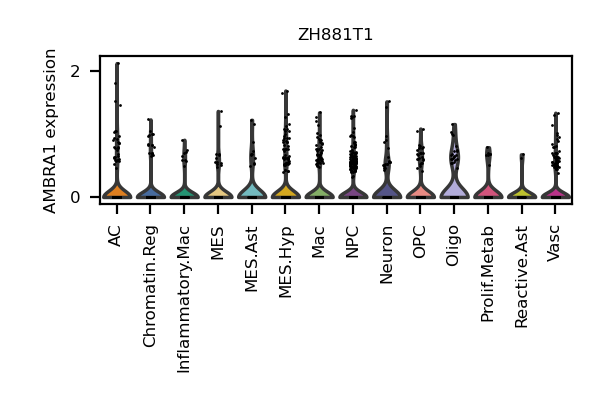 ZH881T1
AMBRA1 expression
2
0
AC
Chromatin.Reg
Inflammatory.Mac
MES
MES.Ast
MES.Hyp
Mac
NPC
Neuron
OPC
Oligo
Prolif.Metab
Reactive.Ast
Vasc